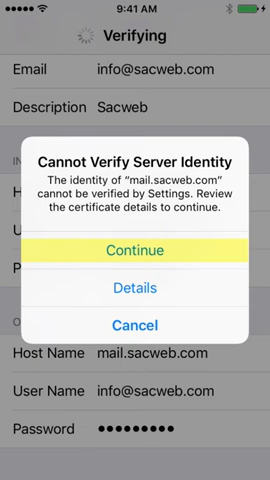 9:41 AM
Verifying
Email info@sacweb.com
Description Sacweb
Cannot Verify Server Identity
The identity of “mail.sacweb.com”
cannot be verified by Settings. Review
the certificate details to continue.
Continue
Details
Cancel
Host Name mail.sacweb.com
User Name info@sacweb.com
Password ●●●●●●●●●